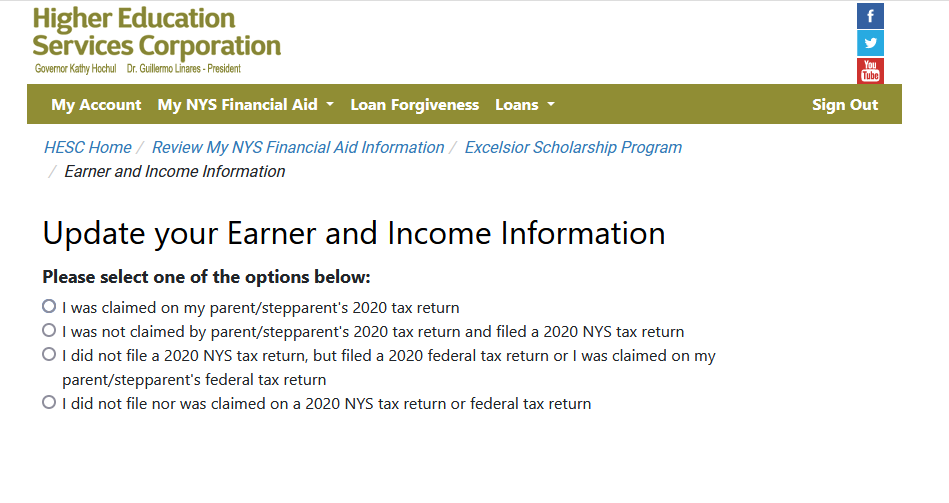 Higher Education
Services Corporation
Governor Kathy Hochul Dr. Guillermo Linares - President
You
Tube
My Account My NYS Financial Aid Loan Forgiveness Loans Sign Out
HESC Home / Review My NYS Financial Aid Information / Excelsior Scholarship Program
/ Earner and Income Information
Update your Earner and Income Information
Please select one of the options below:
I was claimed on my parent/stepparent's 2020 tax return
I was not claimed by parent/stepparent's 2020 tax return and filed a 2020 NYS tax return
I did not file a 2020 NYS tax return, but filed a 2020 federal tax return or I was claimed on my
parent/stepparent's federal tax return
I did not file nor was claimed on a 2020 NYS tax return or federal tax return